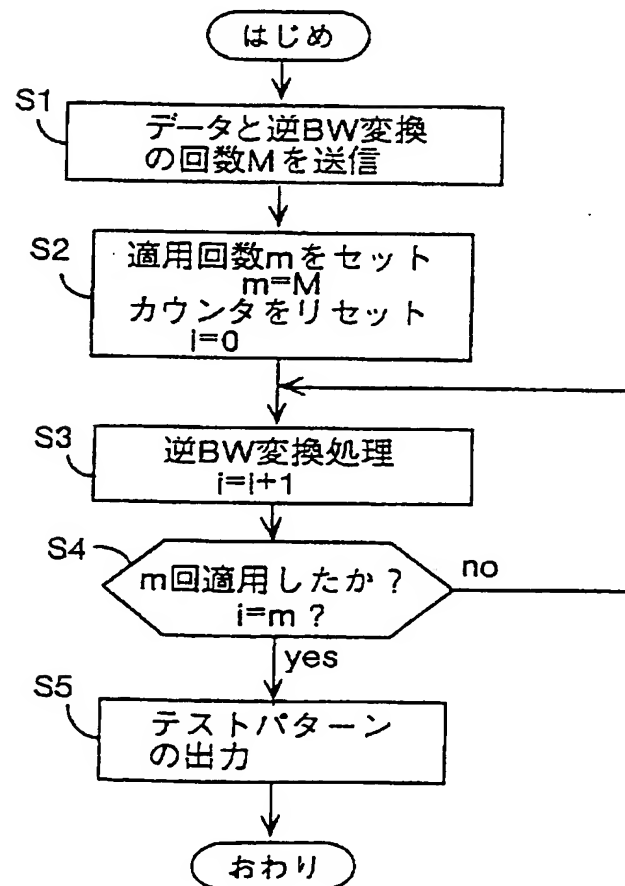 はじめ
S1
データと逆BW変換
の回数Mを送信
S2
適用回数mをセット
m=M
カウンタをリセット
i=0
S3
逆BW変換処理
i=i+1
S4
m回適用したか？
i=m ?
no
yes
S5
テストパターン
の出力
おわり